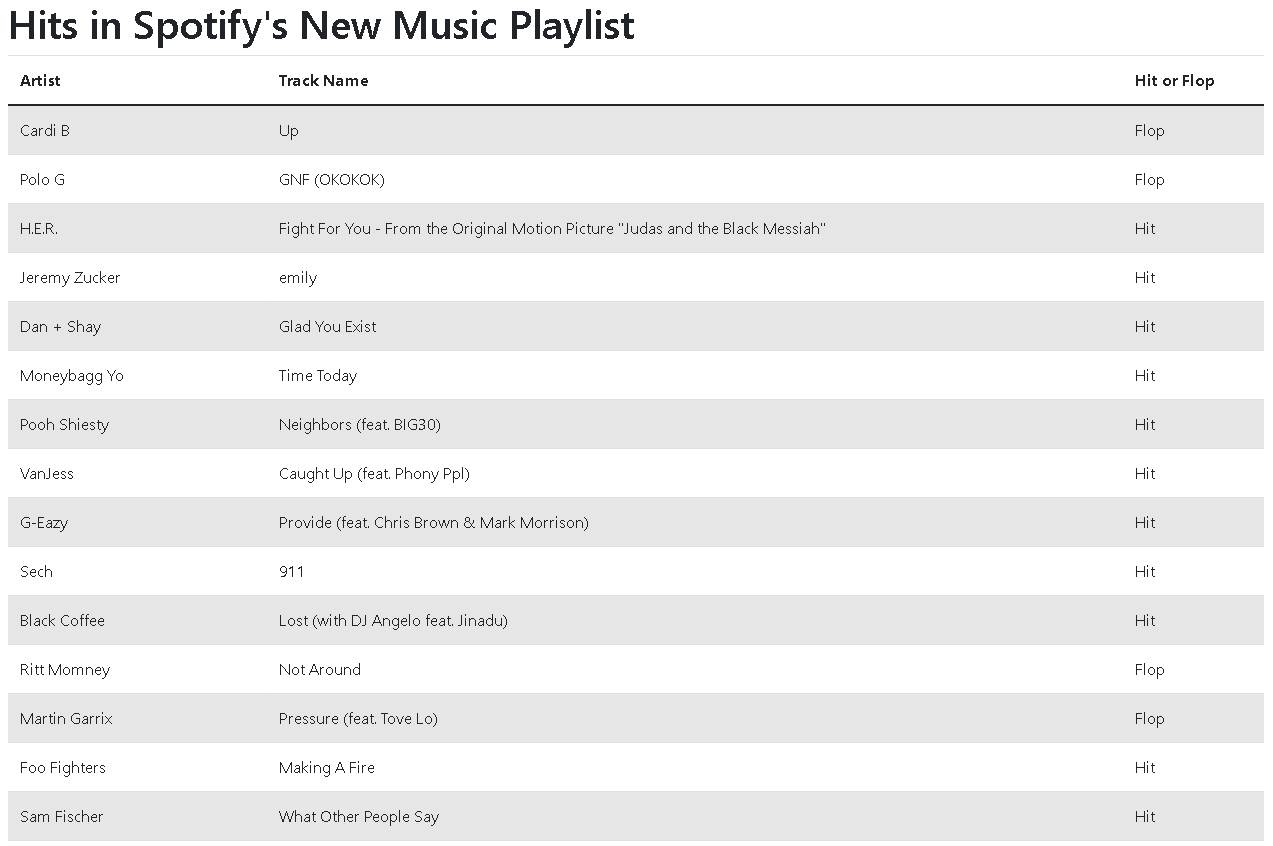 Hits in Spotify's New Music Playlist
Artist Track Name Hit or Flop
Cardi B Up Flop
Polo G GNF (OKOKOK) Flop
H.E.R. Fight For You - From the Original Motion Picture "Judas and the Black Messiah" Hit
Jeremy Zucker emily Hit
Dan + Shay Glad You Exist Hit
Moneybagg Yo Time Today Hit
Pooh Shiesty Neighbors (feat. BIG30) Hit
VanJess Caught Up (feat. Phony Ppl) Hit
G-Eazy Provide (feat. Chris Brown & Mark Morrison) Hit
Sech 911 Hit
Black Coffee Lost (with DJ Angelo feat. Jinadu) Hit
Ritt Momney Not Around Flop
Martin Garrix Pressure (feat. Tove Lo) Flop
Foo Fighters Making A Fire Hit
Sam Fischer What Other People Say Hit